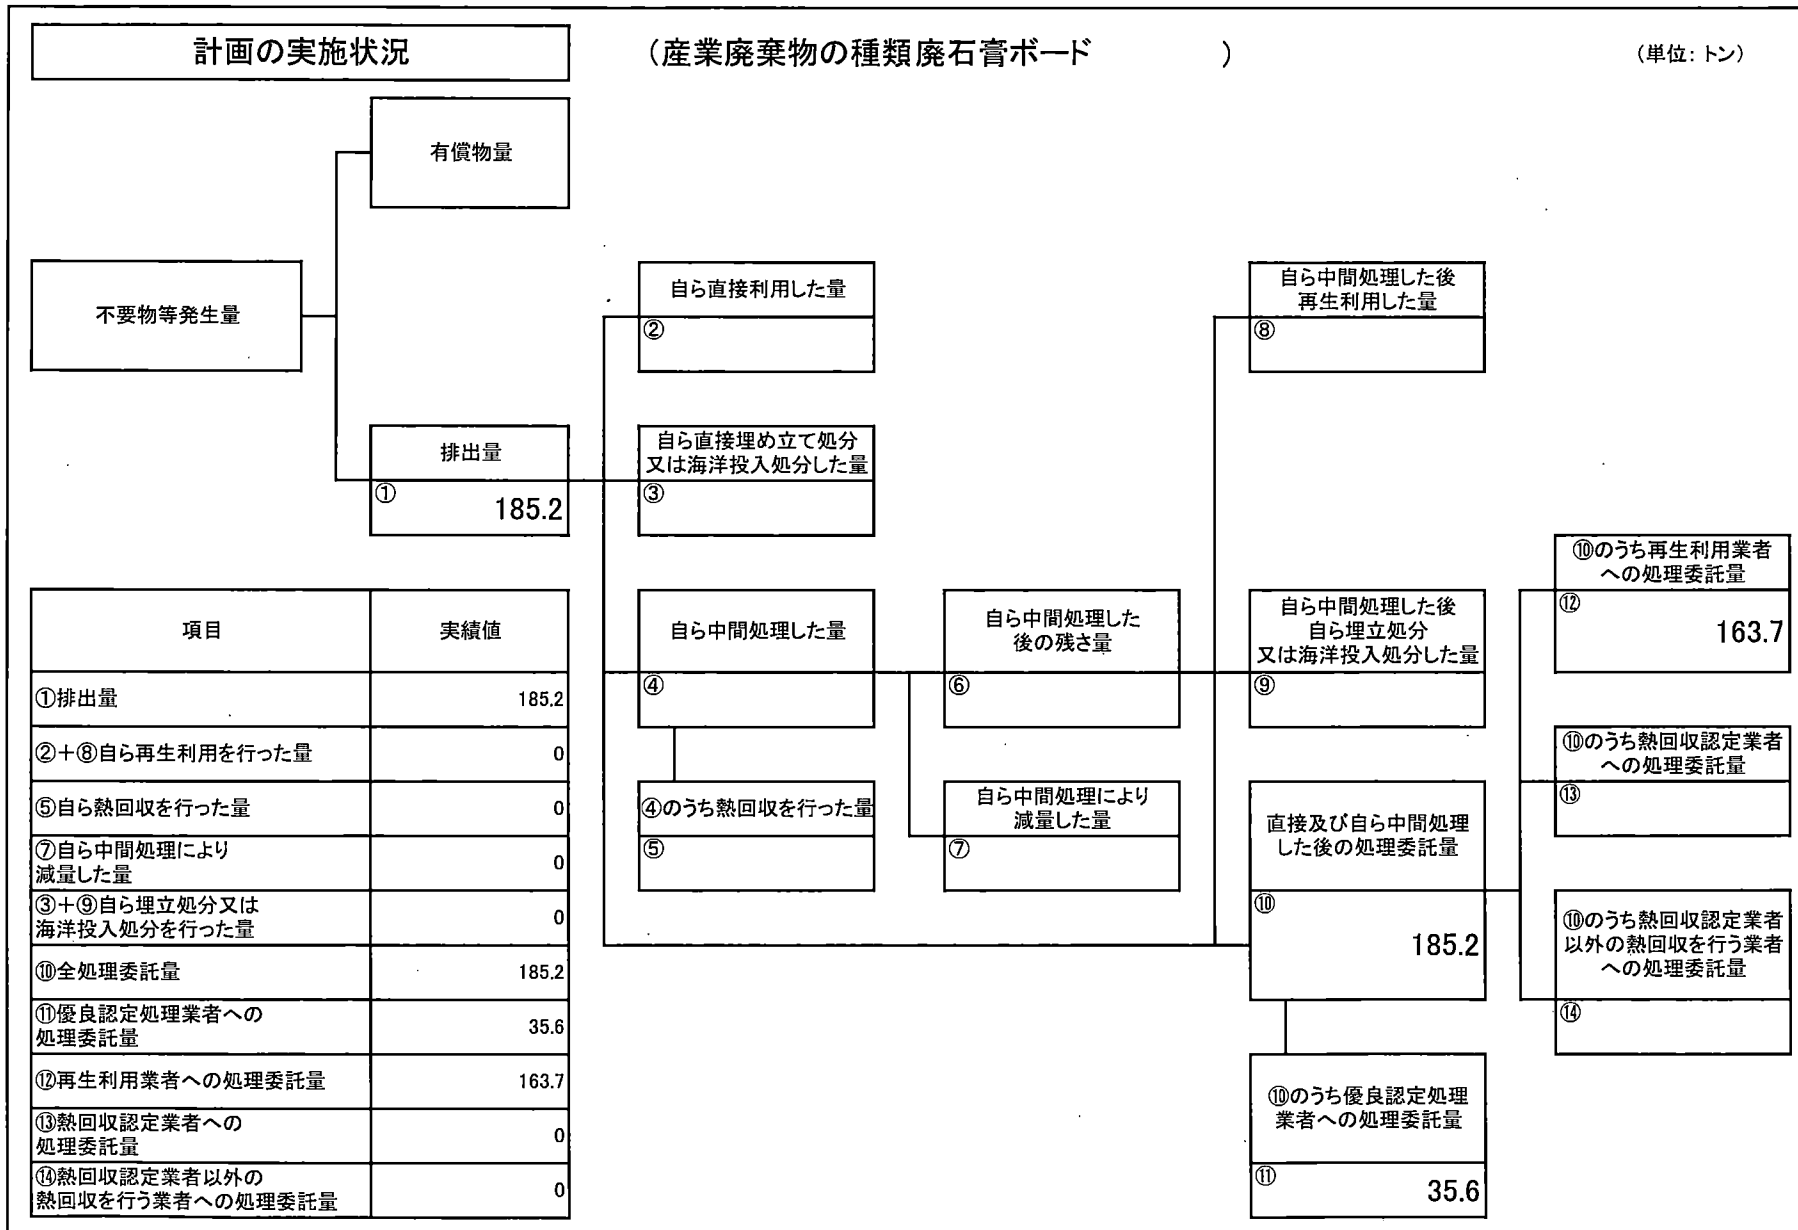 計画の実施状況
(産業廃棄物の種類廃石膏ボード )
(単位:トン)
有償物量
不要物等発生量
自ら直接利用した量
②
自ら中間処理した後
再生利用した量
⑧
排出量
①
185.2
自ら直接埋め立て処分
又は海洋投入処分した量
③
⑩のうち再生利用業者
への処理委託量
⑫
163.7
自ら中間処理した量
④
自ら中間処理した
後の残さ量
⑥
自ら中間処理した後
自ら埋立処分
又は海洋投入処分した量
⑨
⑩のうち熱回収認定業者
への処理委託量
⑬
④のうち熱回収を行った量
⑤
自ら中間処理により
減量した量
⑦
直接及び自ら中間処理
した後の処理委託量
⑩
185.2
⑩のうち熱回収認定業者
以外の熱回収を行う業者
への処理委託量
⑭
⑩のうち優良認定処理
業者への処理委託量
⑪
35.6
項目 実績値
①排出量 185.2
②+⑧自ら再生利用を行った量 0
⑤自ら熱回収を行った量 0
⑦自ら中間処理により
減量した量 0
③+⑨自ら埋立処分又は
海洋投入処分を行った量 0
⑩全処理委託量 185.2
⑪優良認定処理業者への
処理委託量 35.6
⑫再生利用業者への処理委託量 163.7
⑬熱回収認定業者への
処理委託量 0
⑭熱回収認定業者以外の
熱回収を行う業者への処理委託量 0